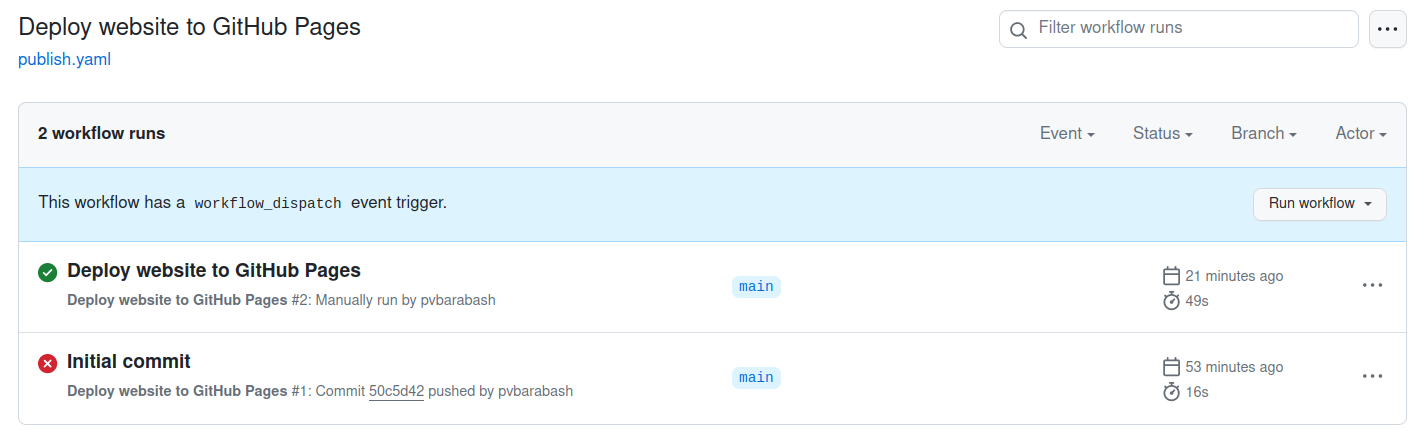 Deploy website to GitHub Pages
Filter workflow runs
publish.yaml
2 workflow runs
Event
Status
Branch
Actor
This workflow has a workflow_dispatch event trigger.
Run workflow
Deploy website to GitHub Pages
Deploy website to GitHub Pages #2: Manually run by pvbarabash
main
21 minutes ago
49s
Initial commit
Deploy website to GitHub Pages #1: Commit 50c5d42 pushed by pvbarabash
main
53 minutes ago
16s